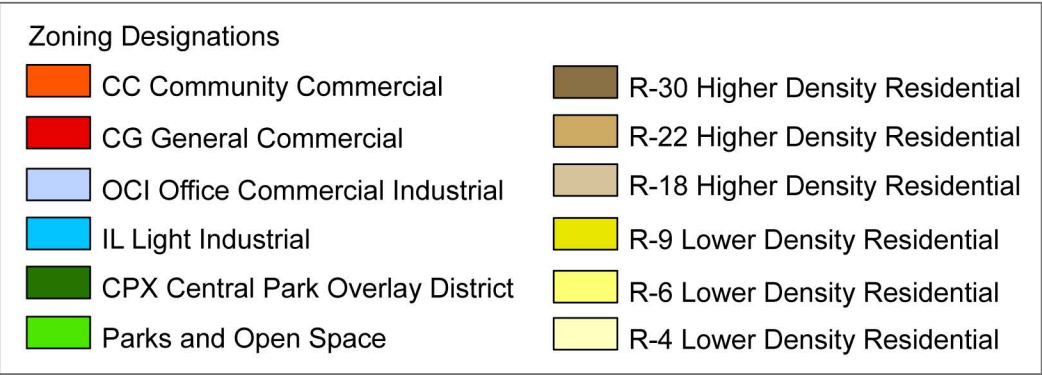 Zoning Designations
CC Community Commercial
CG General Commercial
OCI Office Commercial Industrial
IL Light Industrial
CPX Central Park Overlay District
Parks and Open Space
R-30 Higher Density Residential
R-22 Higher Density Residential
R-18 Higher Density Residential
R-9 Lower Density Residential
R-6 Lower Density Residential
R-4 Lower Density Residential